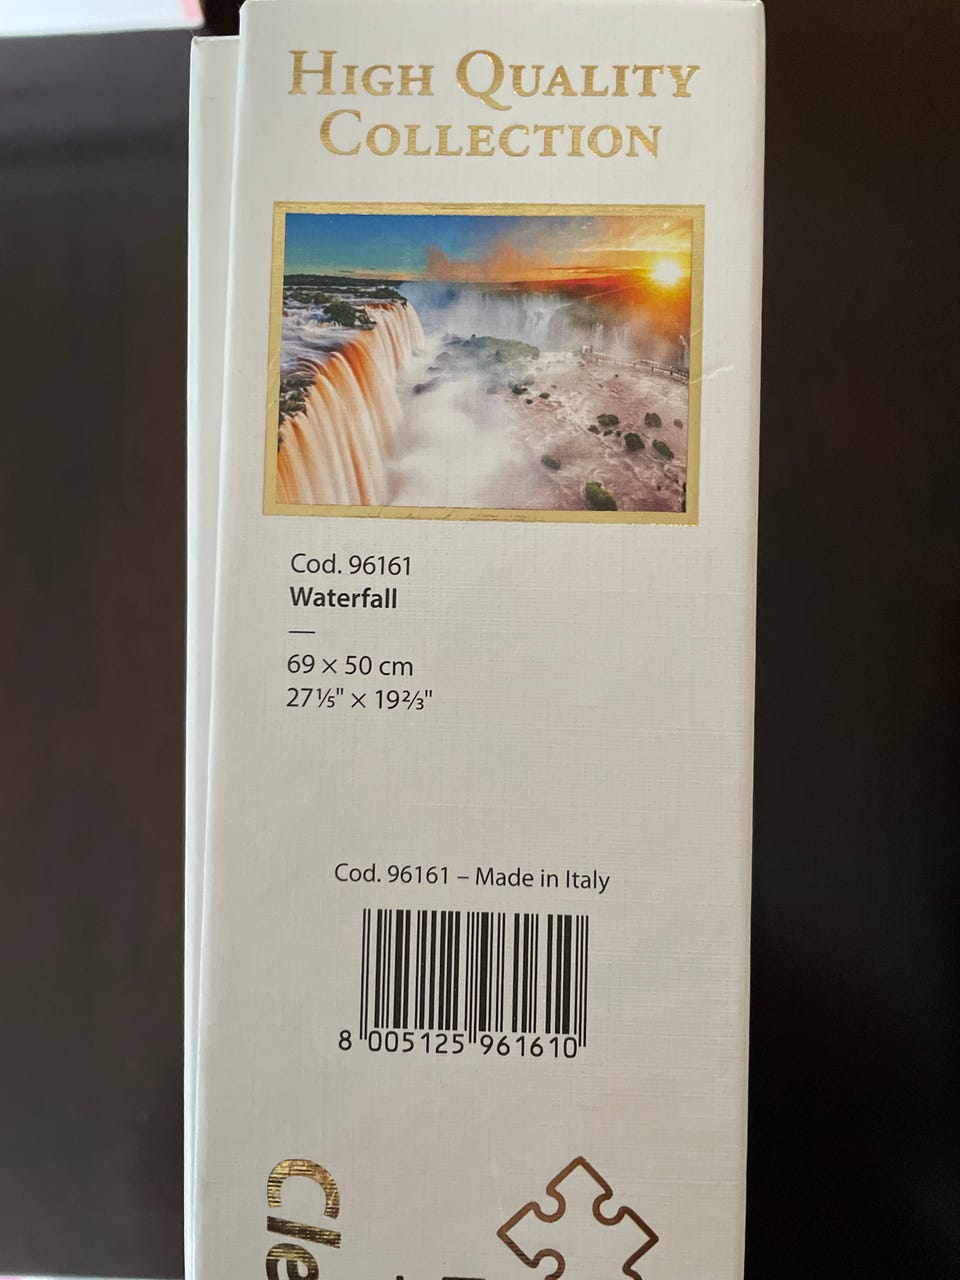 HIGH QUALITY
COLLECTION
Cod. 96161
Waterfall
—
69 × 50 cm
27⅕" × 19⅔"
Cod. 96161 – Made in Italy
8 005125 961610
Cle